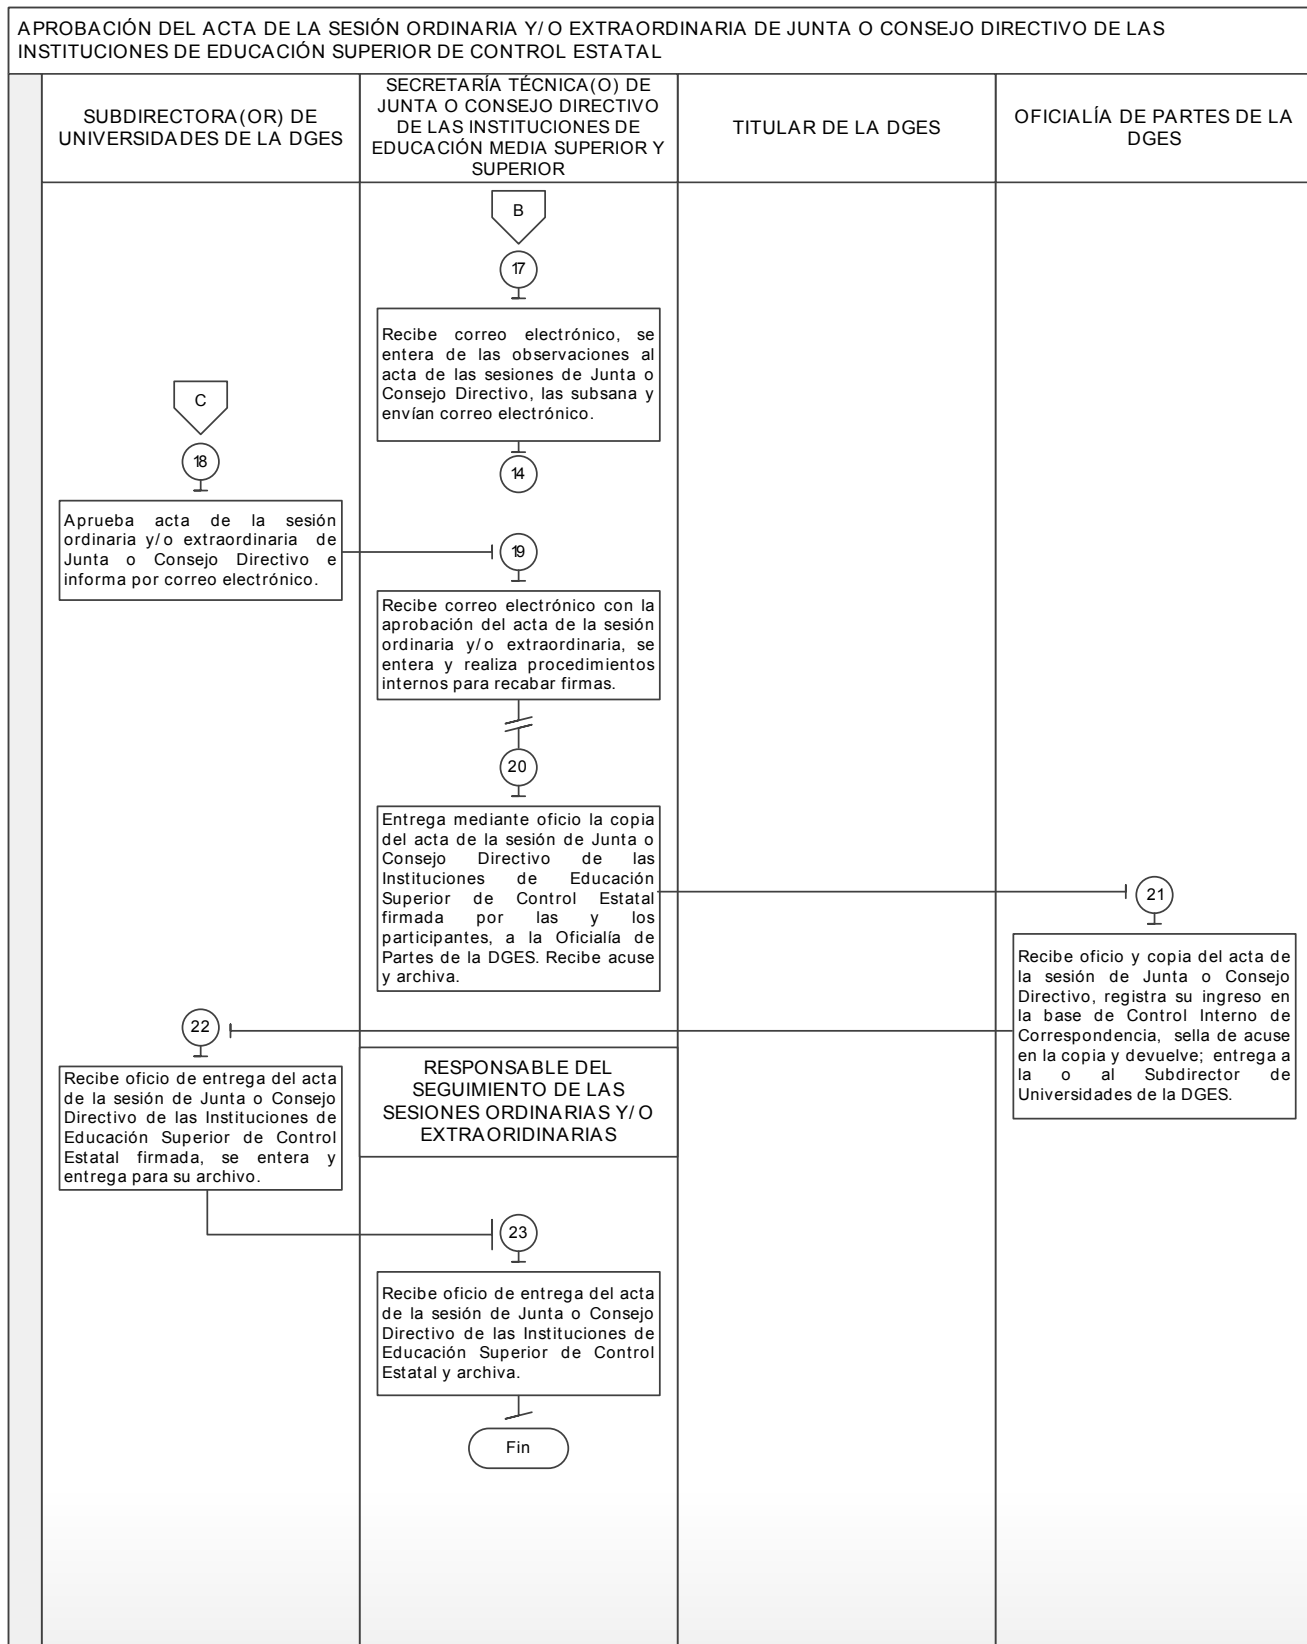 APROBACIÓN DEL ACTA DE LA SESIÓN ORDINARIA Y/O EXTRAORDINARIA DE JUNTA O CONSEJO DIRECTIVO DE LAS
INSTITUCIONES DE EDUCACIÓN SUPERIOR DE CONTROL ESTATAL
SUBDIRECTORA(OR) DE
UNIVERSIDADES DE LA DGES
SECRETARÍA TÉCNICA(O) DE
JUNTA O CONSEJO DIRECTIVO
DE LAS INSTITUCIONES DE
EDUCACIÓN MEDIA SUPERIOR Y
SUPERIOR
TITULAR DE LA DGES
OFICIALÍA DE PARTES DE LA
DGES
B
17
Recibe correo electrónico, se
entera de las observaciones al
acta de las sesiones de Junta o
Consejo Directivo, las subsana y
envían correo electrónico.
14
C
18
Aprueba acta de la sesión
ordinaria y/o extraordinaria de
Junta o Consejo Directivo e
informa por correo electrónico.
19
Recibe correo electrónico con la
aprobación del acta de la sesión
ordinaria y/o extraordinaria, se
entera y realiza procedimientos
internos para recabar firmas.
20
Entrega mediante oficio la copia
del acta de la sesión de Junta o
Consejo Directivo de las
Instituciones de Educación
Superior de Control Estatal
firmada por las y los
participantes, a la Oficialía de
Partes de la DGES. Recibe acuse
y archiva.
21
Recibe oficio y copia del acta de
la sesión de Junta o Consejo
Directivo, registra su ingreso en
la base de Control Interno de
Correspondencia, sella de acuse
en la copia y devuelve; entrega a
la o al Subdirector de
Universidades de la DGES.
22
Recibe oficio de entrega del acta
de la sesión de Junta o Consejo
Directivo de las Instituciones de
Educación Superior de Control
Estatal firmada, se entera y
entrega para su archivo.
RESPONSABLE DEL
SEGUIMIENTO DE LAS
SESIONES ORDINARIAS Y/O
EXTRAORIDINARIAS
23
Recibe oficio de entrega del acta
de la sesión de Junta o Consejo
Directivo de las Instituciones de
Educación Superior de Control
Estatal y archiva.
Fin